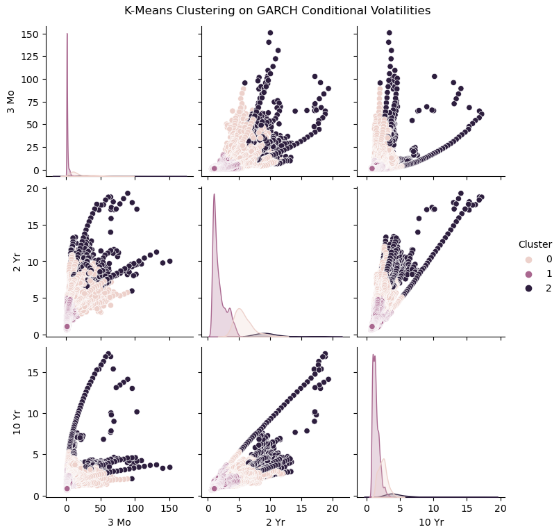 K-Means Clustering on GARCH Conditional Volatilities
150
125
100
75
50
25
0
3 Mo
20
15
10
5
0
2 Yr
Cluster
0
1
2
15
10
5
0
10 Yr
0 50 100 150
0 5 10 15 20
0 5 10 15 20
3 Mo
2 Yr
10 Yr